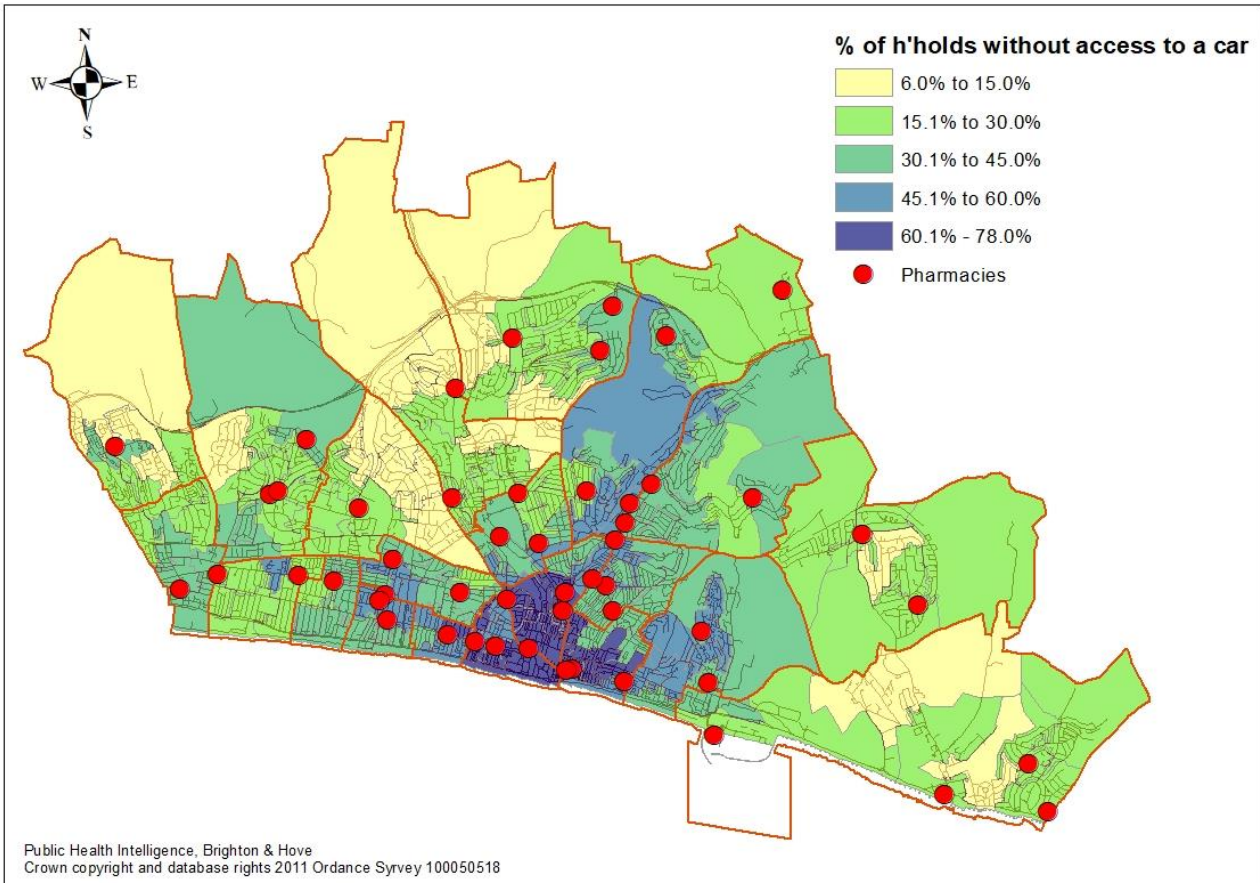 N
W E
S
% of h'holds without access to a car
6.0% to 15.0%
15.1% to 30.0%
30.1% to 45.0%
45.1% to 60.0%
60.1% - 78.0%
Pharmacies
Public Health Intelligence, Brighton & Hove
Crown copyright and database rights 2011 Ordance Syrvey 100050518